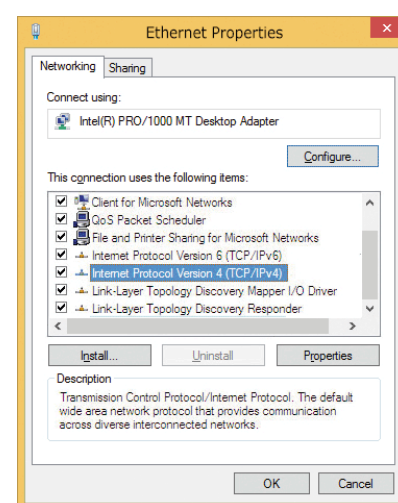 Ethernet Properties
Networking
Sharing
Connect using:
Intel(R) PRO/1000 MT Desktop Adapter
Configure...
This connection uses the following items:
Client for Microsoft Networks
QoS Packet Scheduler
File and Printer Sharing for Microsoft Networks
Internet Protocol Version 6 (TCP/IPv6)
Internet Protocol Version 4 (TCP/IPv4)
Link-Layer Topology Discovery Mapper I/O Driver
Link-Layer Topology Discovery Responder
Install...
Uninstall
Properties
Description
Transmission Control Protocol/Internet Protocol. The default
wide area network protocol that provides communication
across diverse interconnected networks.
OK
Cancel